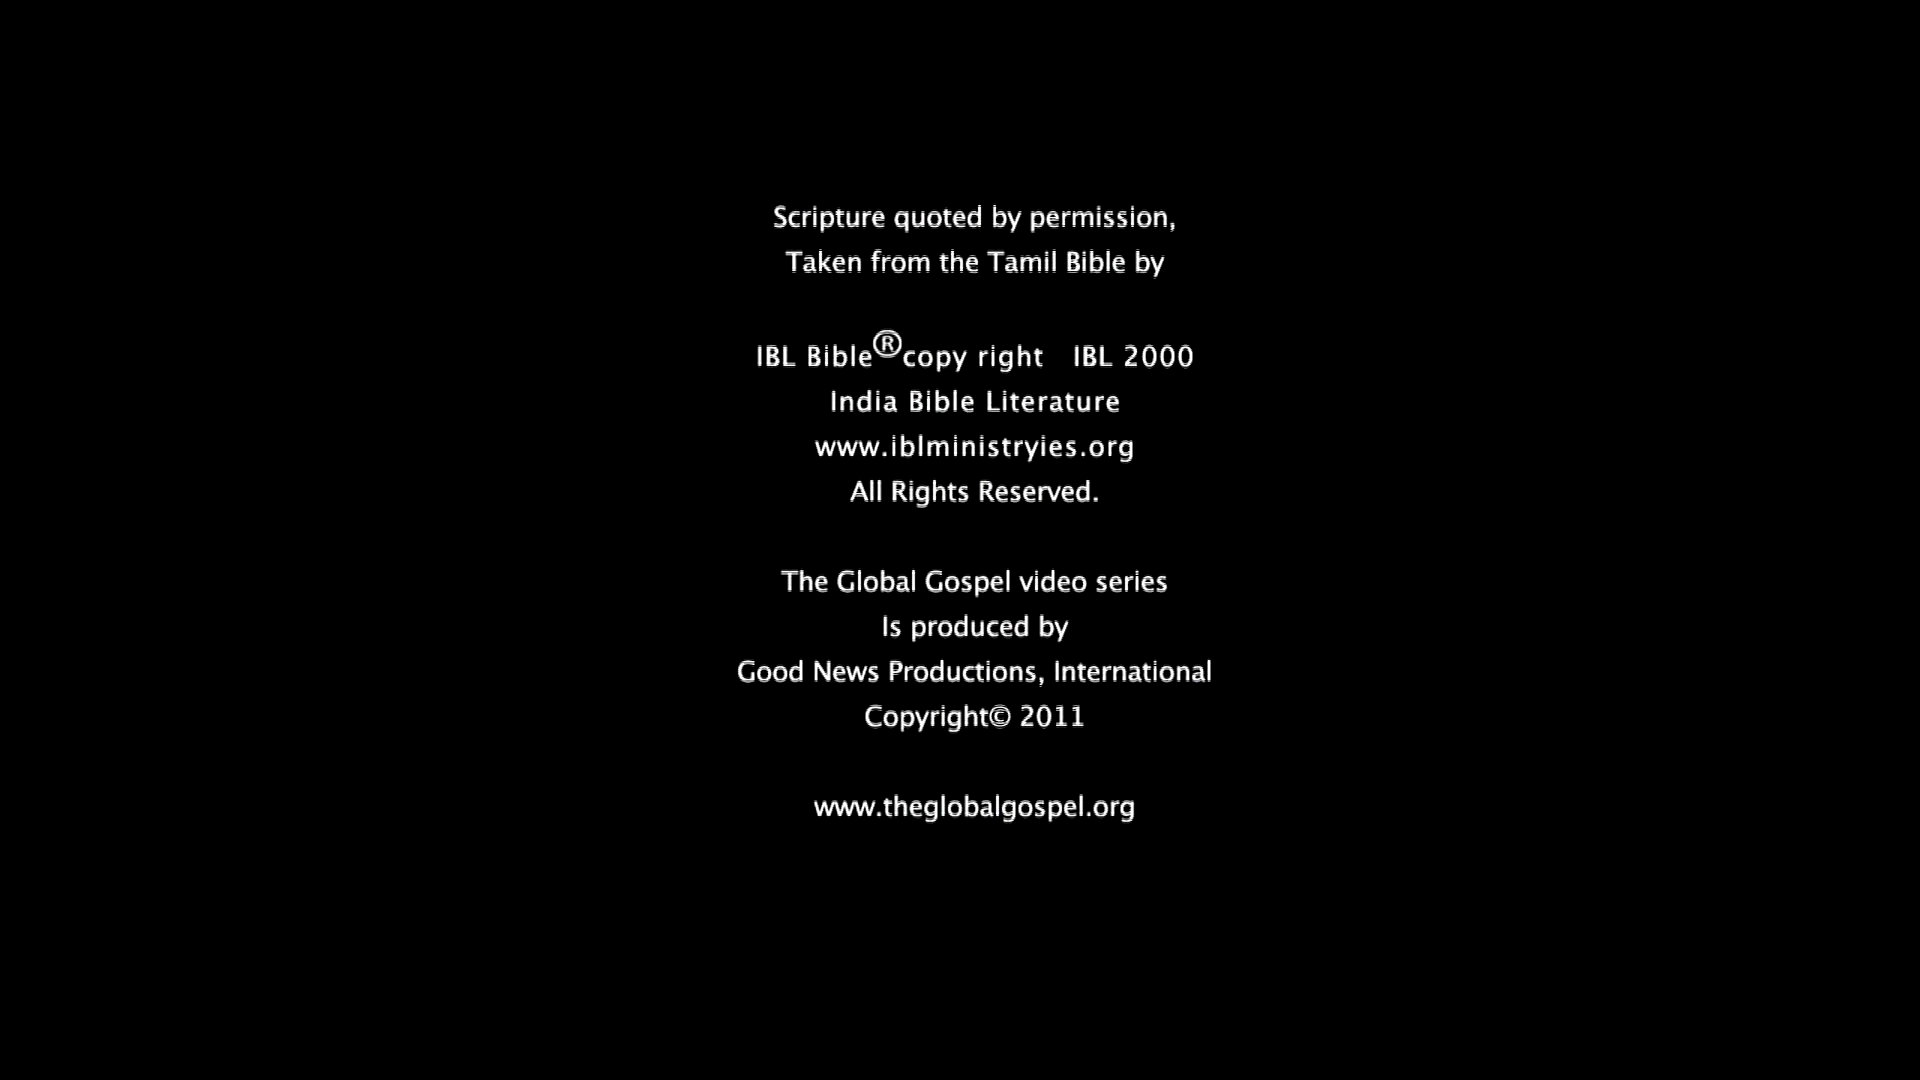 Scripture quoted by permission,
Taken from the Tamil Bible by
IBL Bible®copy right IBL 2000
India Bible Literature
www.iblministryies.org
All Rights Reserved.
The Global Gospel video series
Is produced by
Good News Productions, International
Copyright© 2011
www.theglobalgospel.org